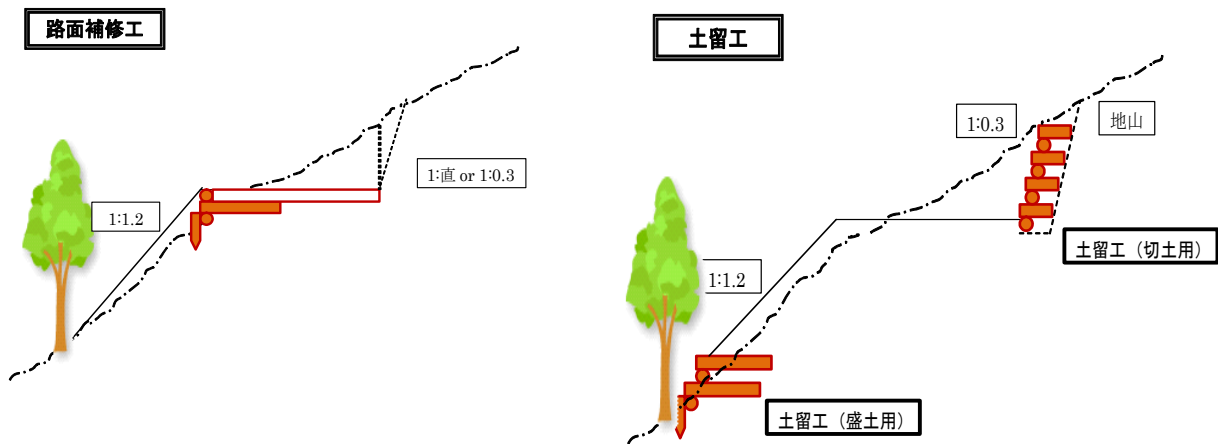 路面補修工
1:1.2
1:直 or 1:0.3
土留工
1:0.3
地山
土留工（切土用）
1:1.2
土留工（盛土用）